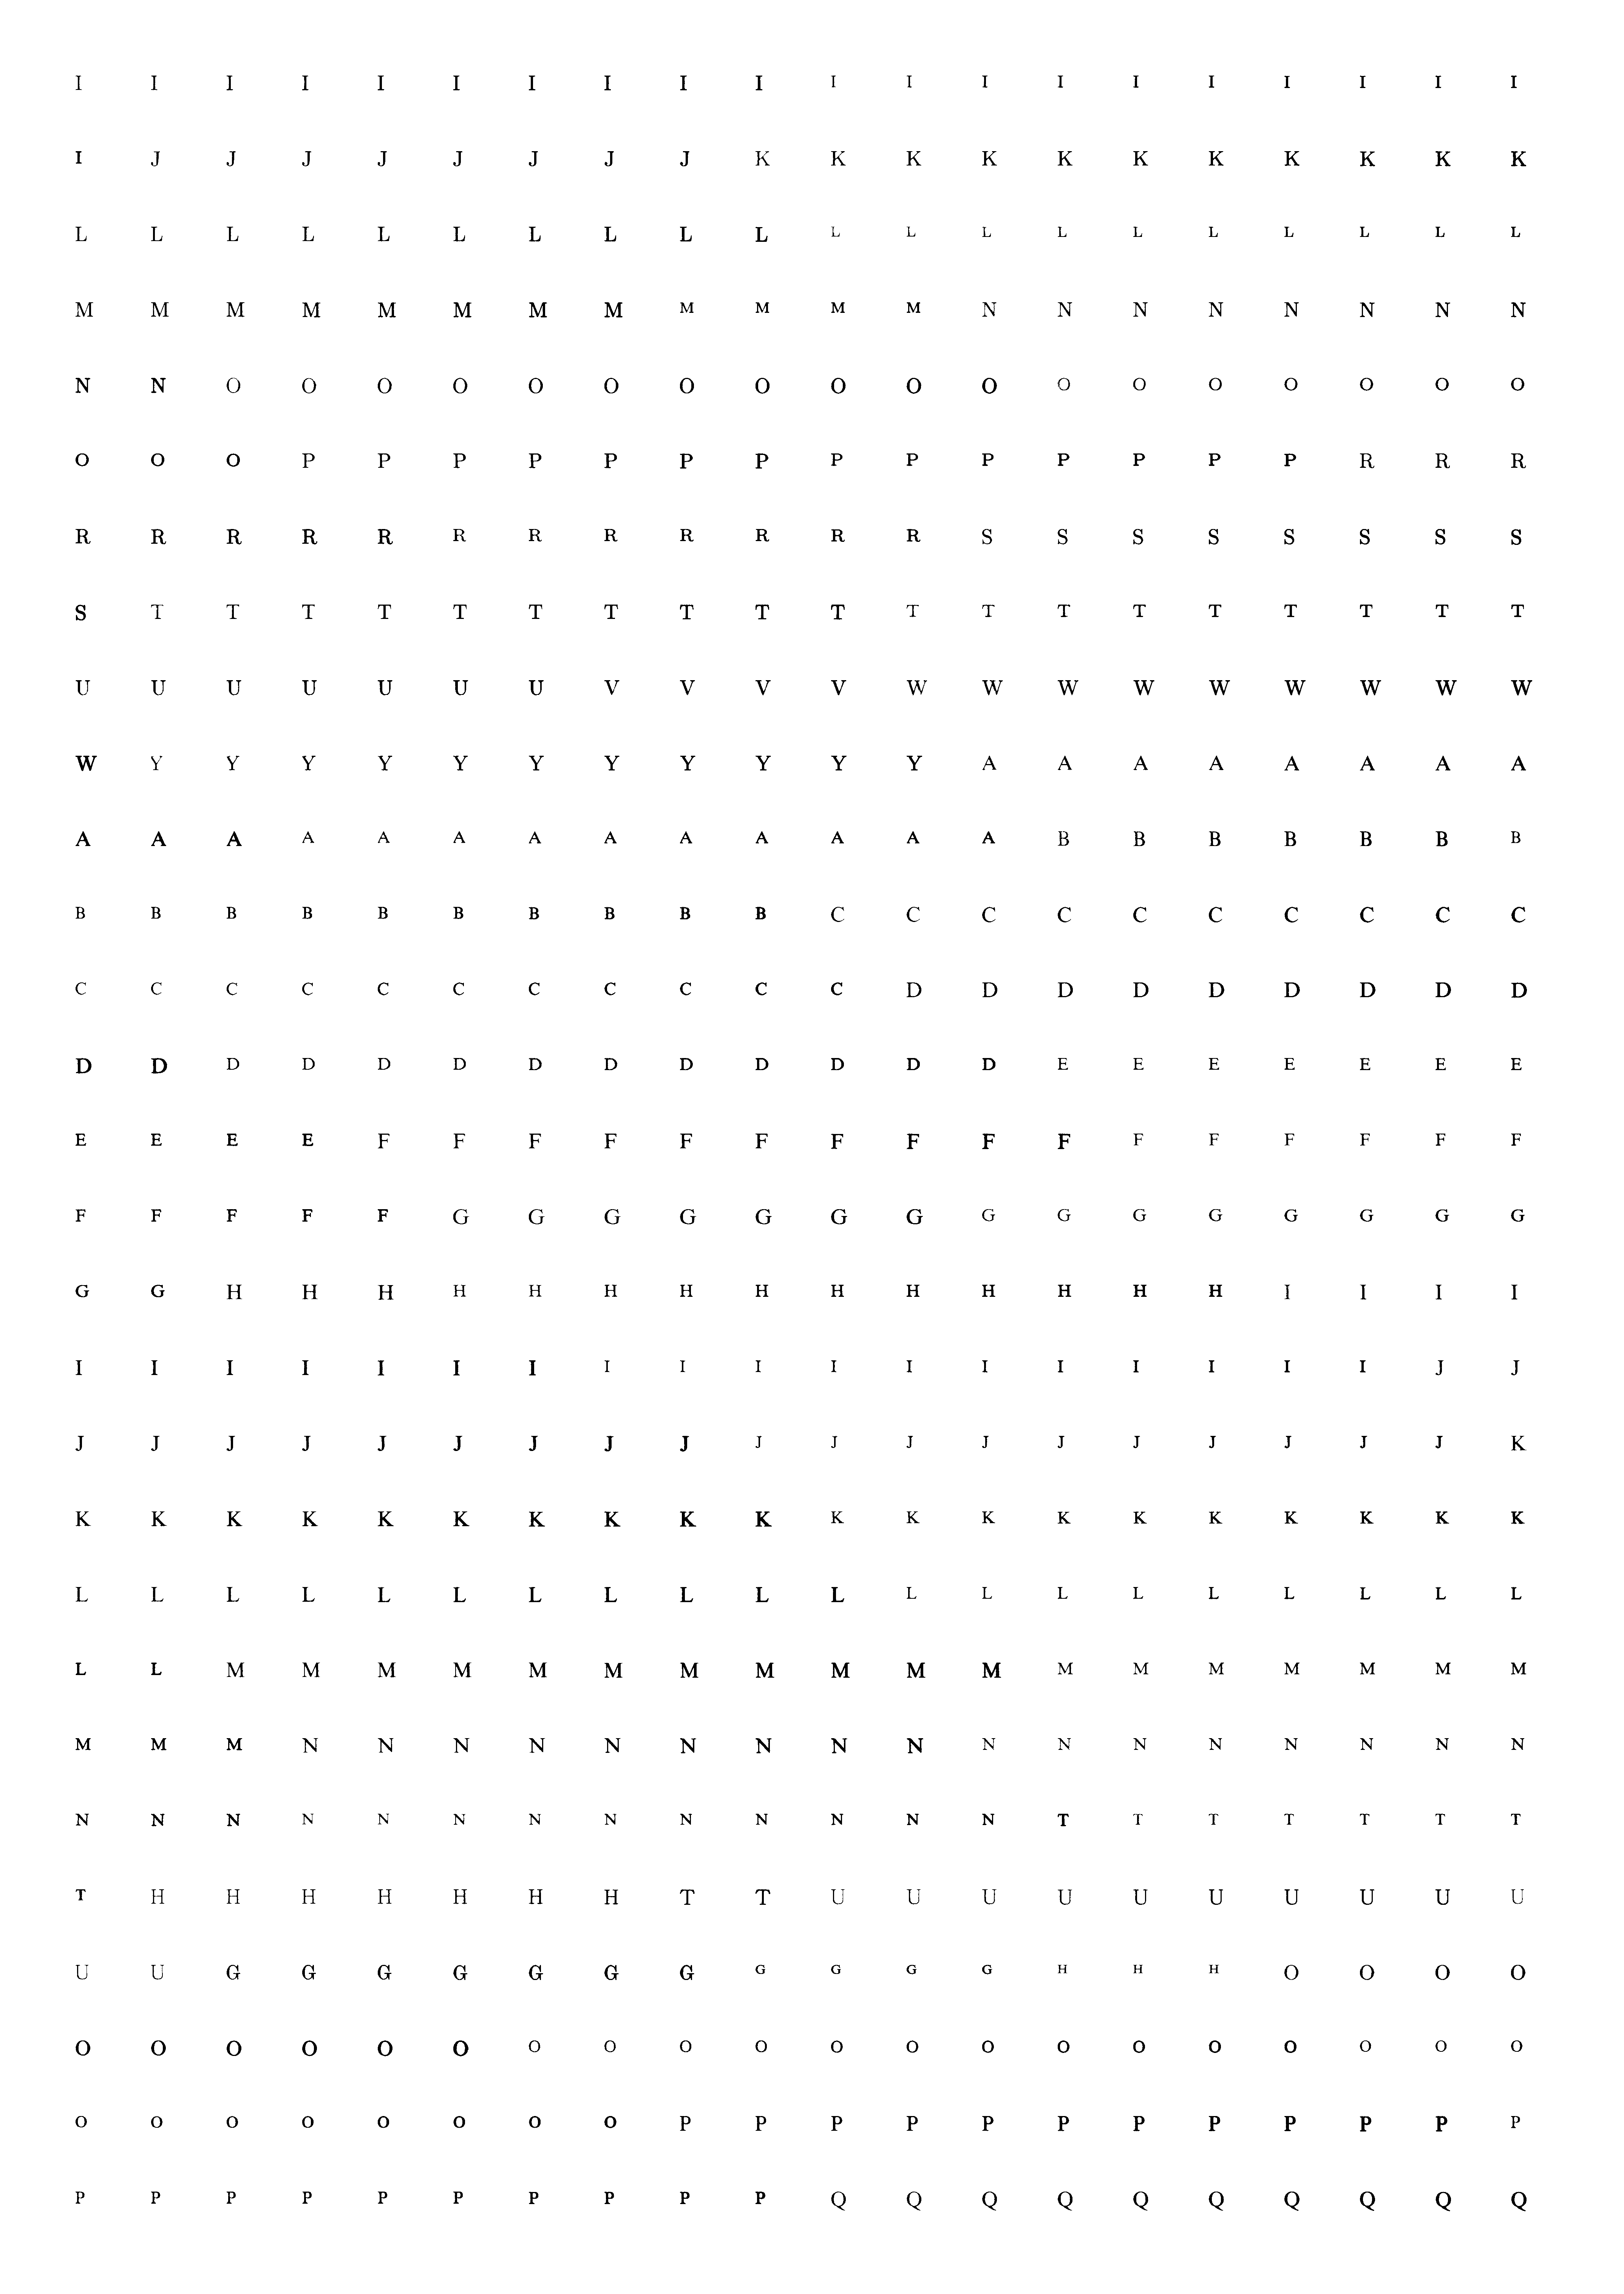 I I I I I I I I I I I I I I I I I I I I
I J J J J J J J J K K K K K K K K K K K
L L L L L L L L L L L L L L L L L L L L
M M M M M M M M M M M M N N N N N N N N
N N O O O O O O O O O O O O O O O O O O
O O O P P P P P P P P P P P P P P R R R
R R R R R R R R R R R R S S S S S S S S
S T T T T T T T T T T T T T T T T T T T
U U U U U U U V V V V W W W W W W W W W
W Y Y Y Y Y Y Y Y Y Y Y A A A A A A A A
A A A A A A A A A A A A A B B B B B B B
B B B B B B B B B B C C C C C C C C C C
C C C C C C C C C C C D D D D D D D D D
D D D D D D D D D D D D D E E E E E E E
E E E E F F F F F F F F F F F F F F F F
F F F F F G G G G G G G G G G G G G G G
G G H H H H H H H H H H H H H H I I I I
I I I I I I I I I I I I I I I I I I J J
J J J J J J J J J J J J J J J J J J J K
K K K K K K K K K K K K K K K K K K K K
L L L L L L L L L L L L L L L L L L L L
L L M M M M M M M M M M M M M M M M M M
M M M N N N N N N N N N N N N N N N N N
N N N N N N N N N N N N N T T T T T T T
T H H H H H H H T T U U U U U U U U U U
U U G G G G G G G G G G G H H H O O O O
O O O O O O O O O O O O O O O O O O O O
O O O O O O O O P P P P P P P P P P P P
P P P P P P P P P P Q Q Q Q Q Q Q Q Q Q